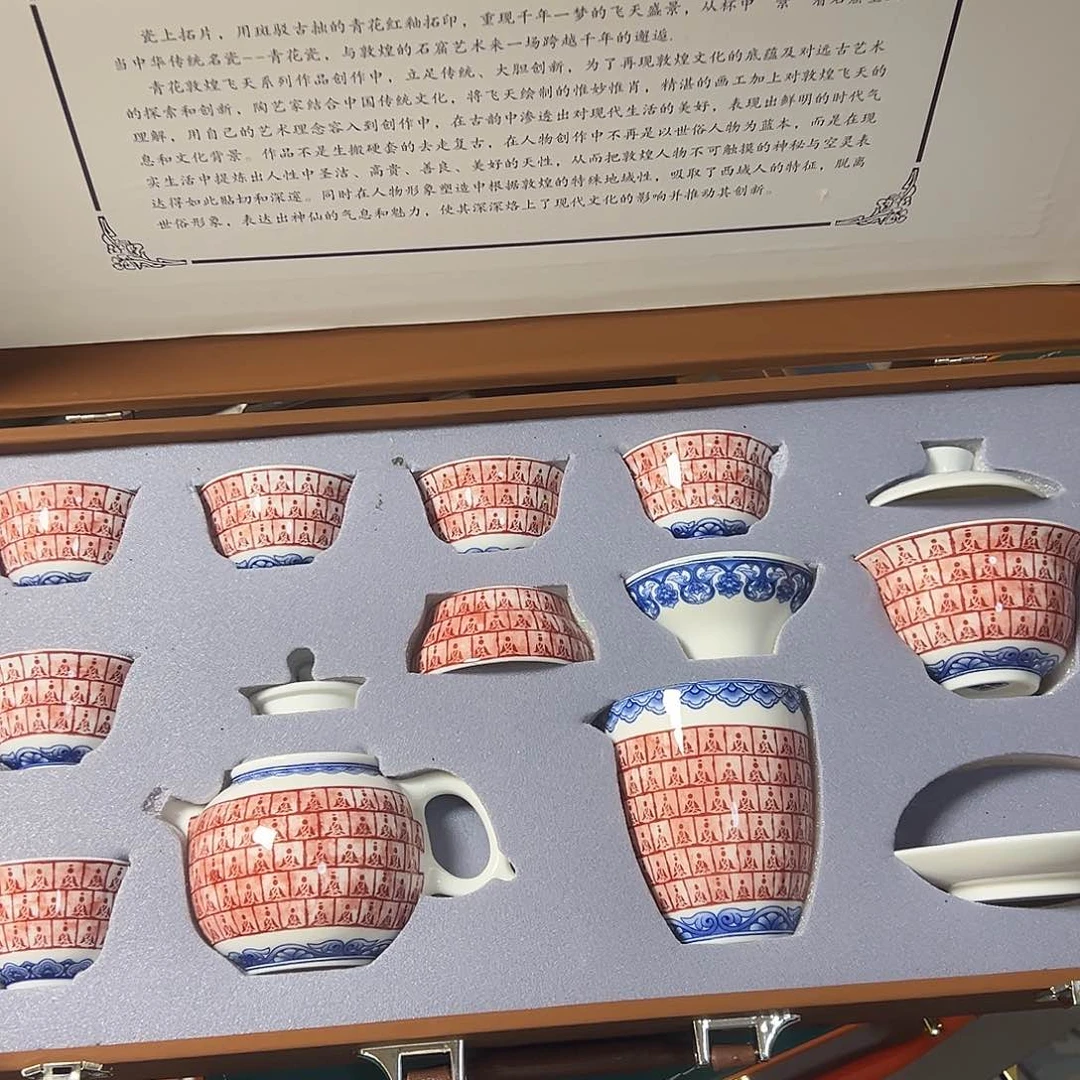 瓷上拓片，用斑驳古拙的青花红釉拓印，重现千年一梦的飞天盛景，从杯中一景
当中华传统名瓷--青花瓷，与敦煌的石窟艺术来一场跨越千年的邂逅.
青花敦煌飞天系列作品创作中，立足传统、大胆创新，为了再现敦煌文化的底蕴及对远古艺术
的探索和创新，陶艺家结合中国传统文化，将飞天绘制的惟妙惟肖，精湛的画工加上对敦煌飞天的
理解，用自己的艺术理念容入到创作中，在古韵中渗透出对现代生活的美好，表现出鲜明的时代气
息和文化背景。作品不是生搬硬套的去走复古，在人物创作中不再是以世俗人物为蓝本，而是在现
实生活中提炼出人性中圣洁、高贵、善良、美好的天性，从而把敦煌人物不可触摸的神秘与空灵表
达得如此贴切和深邃。同时在人物形象塑造中根据敦煌的特殊地域性，吸取了西域人的特征，脱离
世俗形象，表达出神仙的气息和魅力，使其深深烙上了现代文化的影响并推动其创新。